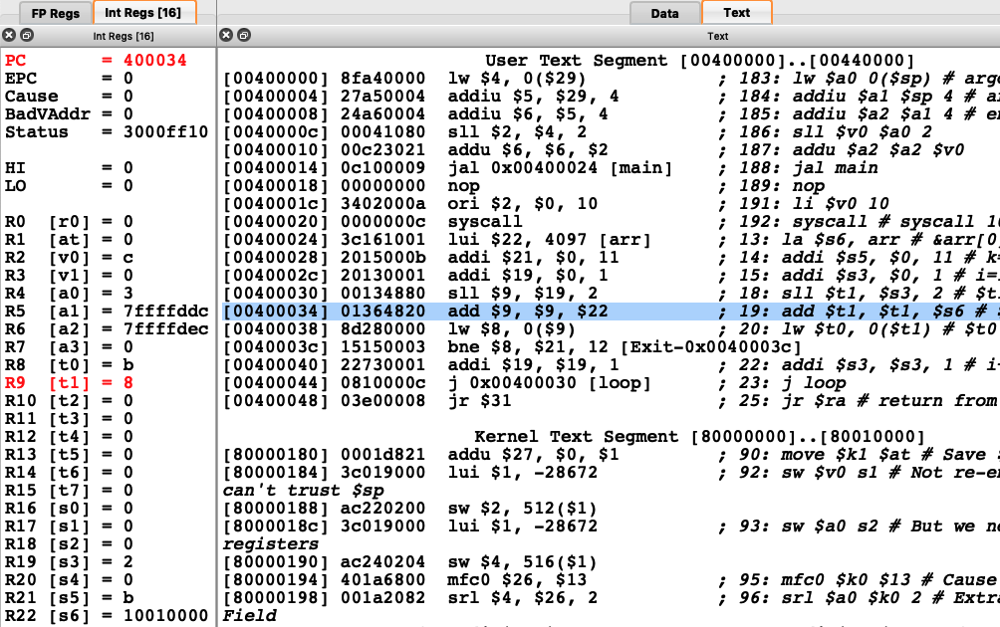 FP Regs Int Regs [16]
Data Text
Int Regs [16]
Text
PC = 400034
EPC = 0
Cause = 0
BadVAddr = 0
Status = 3000ff10
HI = 0
LO = 0
R0 [r0] = 0
R1 [at] = 0
R2 [v0] = c
R3 [v1] = 0
R4 [a0] = 3
R5 [a1] = 7ffffddc
R6 [a2] = 7ffffdec
R7 [a3] = 0
R8 [t0] = b
R9 [t1] = 8
R10 [t2] = 0
R11 [t3] = 0
R12 [t4] = 0
R13 [t5] = 0
R14 [t6] = 0
R15 [t7] = 0
R16 [s0] = 0
R17 [s1] = 0
R18 [s2] = 0
R19 [s3] = 2
R20 [s4] = 0
R21 [s5] = b
R22 [s6] = 10010000
User Text Segment [00400000]..[00440000]
[00400000] 8fa40000 lw $4, 0($29) ; 183: lw $a0 0($sp) # argc
[00400004] 27a50004 addiu $5, $29, 4 ; 184: addiu $a1 $sp 4 # a
[00400008] 24a60004 addiu $6, $5, 4 ; 185: addiu $a2 $a1 4 # e
[0040000c] 00041080 sll $2, $4, 2 ; 186: sll $v0 $a0 2
[00400010] 00c23021 addu $6, $6, $2 ; 187: addu $a2 $a2 $v0
[00400014] 0c100009 jal 0x00400024 [main] ; 188: jal main
[00400018] 00000000 nop ; 189: nop
[0040001c] 3402000a ori $2, $0, 10 ; 191: li $v0 10
[00400020] 0000000c syscall ; 192: syscall # syscall 10
[00400024] 3c161001 lui $22, 4097 [arr] ; 13: la $s6, arr # &arr[0]
[00400028] 2015000b addi $21, $0, 11 ; 14: addi $s5, $0, 11 # k=
[0040002c] 20130001 addi $19, $0, 1 ; 15: addi $s3, $0, 1 # i=
[00400030] 00134880 sll $9, $19, 2 ; 18: sll $t1, $s3, 2 # $t
[00400034] 01364820 add $9, $9, $22 ; 19: add $t1, $t1, $s6 #
[00400038] 8d280000 lw $8, 0($9) ; 20: lw $t0, 0($t1) # $t0
[0040003c] 15150003 bne $8, $21, 12 [Exit-0x0040003c]
[00400040] 22730001 addi $19, $19, 1 ; 22: addi $s3, $s3, 1 # i
[00400044] 0810000c j 0x00400030 [loop] ; 23: j loop
[00400048] 03e00008 jr $31 ; 25: jr $ra # return from
Kernel Text Segment [80000000]..[80010000]
[80000180] 0001d821 addu $27, $0, $1 ; 90: move $k1 $at # Save
[80000184] 3c019000 lui $1, -28672 ; 92: sw $v0 s1 # Not re-e
can't trust $sp
[80000188] ac220200 sw $2, 512($1)
[8000018c] 3c019000 lui $1, -28672 ; 93: sw $a0 s2 # But we n
registers
[80000190] ac240204 sw $4, 516($1)
[80000194] 401a6800 mfc0 $26, $13 ; 95: mfc0 $k0 $13 # Cause
[80000198] 001a2082 srl $4, $26, 2 ; 96: srl $a0 $k0 2 # Extra
Field